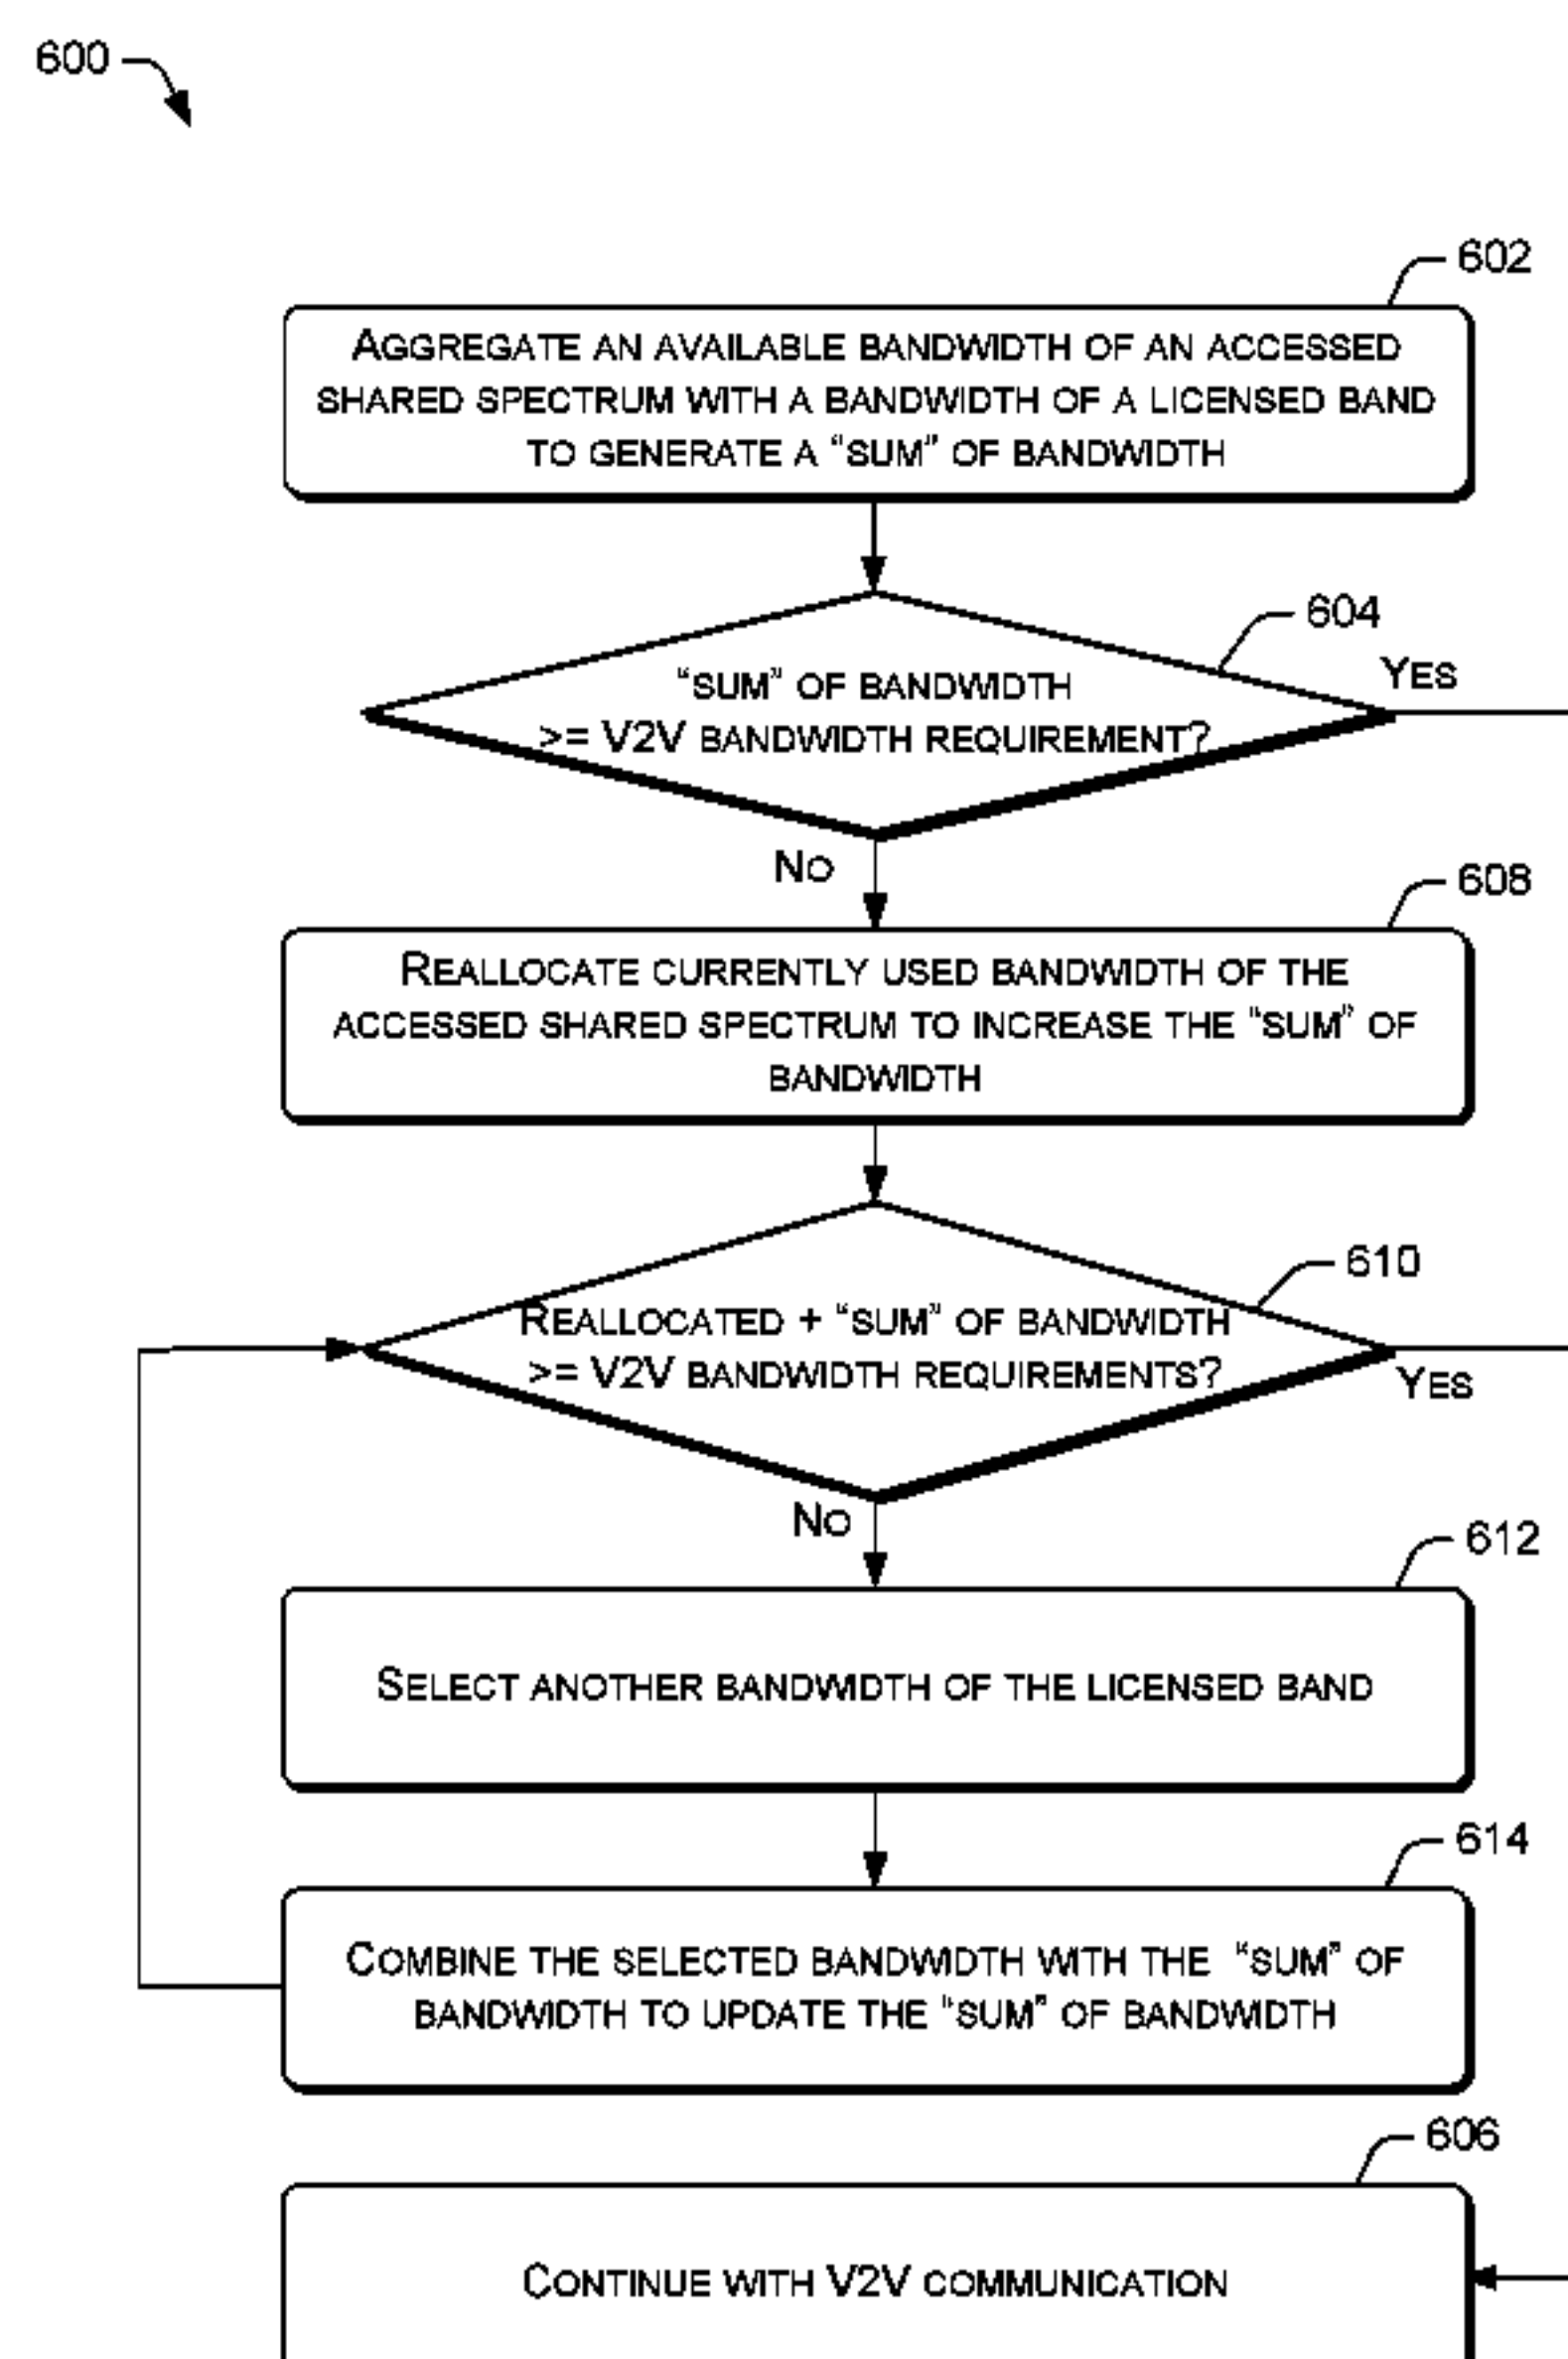 600
602
AGGREGATE AN AVAILABLE BANDWIDTH OF AN ACCESSED
SHARED SPECTRUM WITH A BANDWIDTH OF A LICENSED BAND
TO GENERATE A “SUM” OF BANDWIDTH
604
YES
“SUM” OF BANDWIDTH
>= V2V BANDWIDTH REQUIREMENT?
NO
608
REALLOCATE CURRENTLY USED BANDWIDTH OF THE
ACCESSED SHARED SPECTRUM TO INCREASE THE “SUM” OF
BANDWIDTH
610
REALLOCATED + “SUM” OF BANDWIDTH
>= V2V BANDWIDTH REQUIREMENTS?
YES
NO
612
SELECT ANOTHER BANDWIDTH OF THE LICENSED BAND
614
COMBINE THE SELECTED BANDWIDTH WITH THE “SUM” OF
BANDWIDTH TO UPDATE THE “SUM” OF BANDWIDTH
606
CONTINUE WITH V2V COMMUNICATION